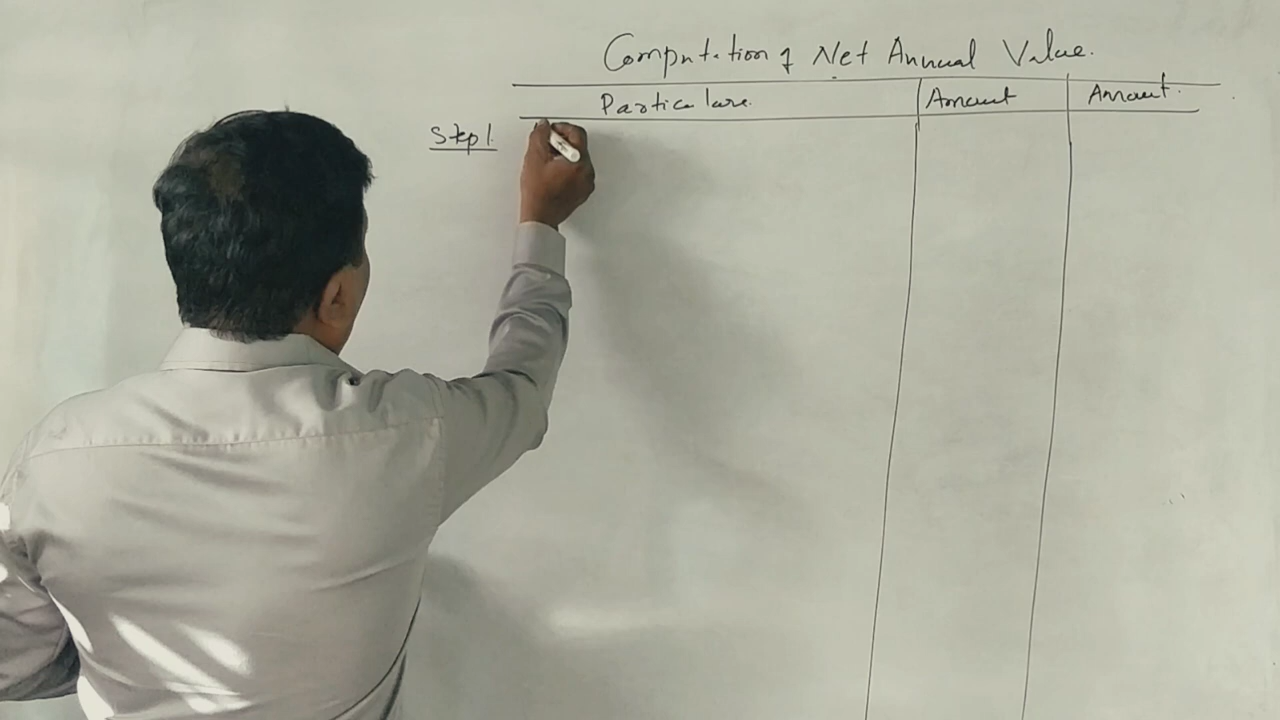 Computation of Net Annual Value.
Particulars. Amount Amount.
Step 1.